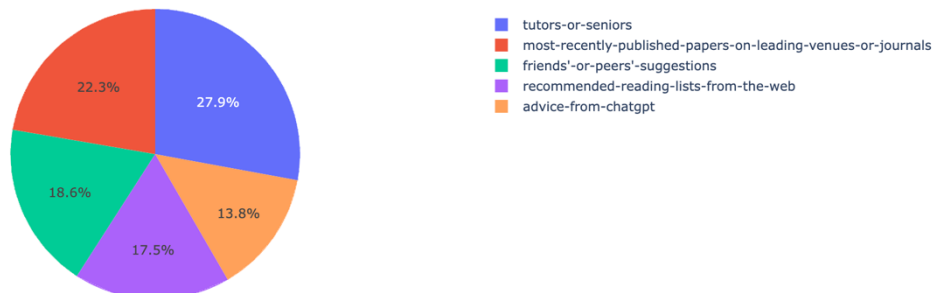 tutors-or-seniors
most-recently-published-papers-on-leading-venues-or-journals
friends'-or-peers'-suggestions
recommended-reading-lists-from-the-web
advice-from-chatgpt
22.3%
27.9%
18.6%
13.8%
17.5%